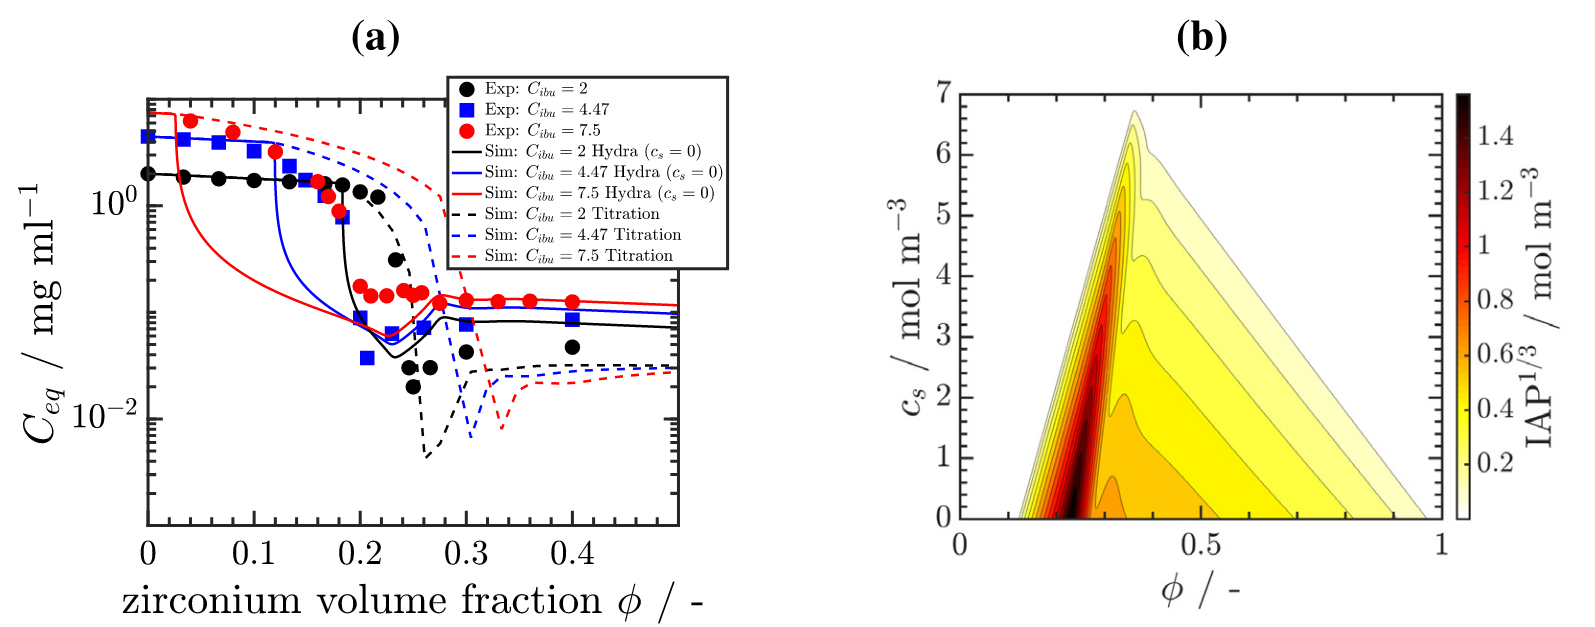 (a)
Exp: C_ibu = 2
Exp: C_ibu = 4.47
Exp: C_ibu = 7.5
Sim: C_ibu = 2 Hydra (c_s = 0)
Sim: C_ibu = 4.47 Hydra (c_s = 0)
Sim: C_ibu = 7.5 Hydra (c_s = 0)
Sim: C_ibu = 2 Titration
Sim: C_ibu = 4.47 Titration
Sim: C_ibu = 7.5 Titration
C_eq / mg ml^−1
10^0
10^−2
0 0.1 0.2 0.3 0.4
zirconium volume fraction ϕ / -
(b)
c_s / mol m^−3
7
6
5
4
3
2
1
0
0 0.5 1
ϕ / -
1.4
1.2
1
0.8
0.6
0.4
0.2
IAP^1/3 / mol m^−3